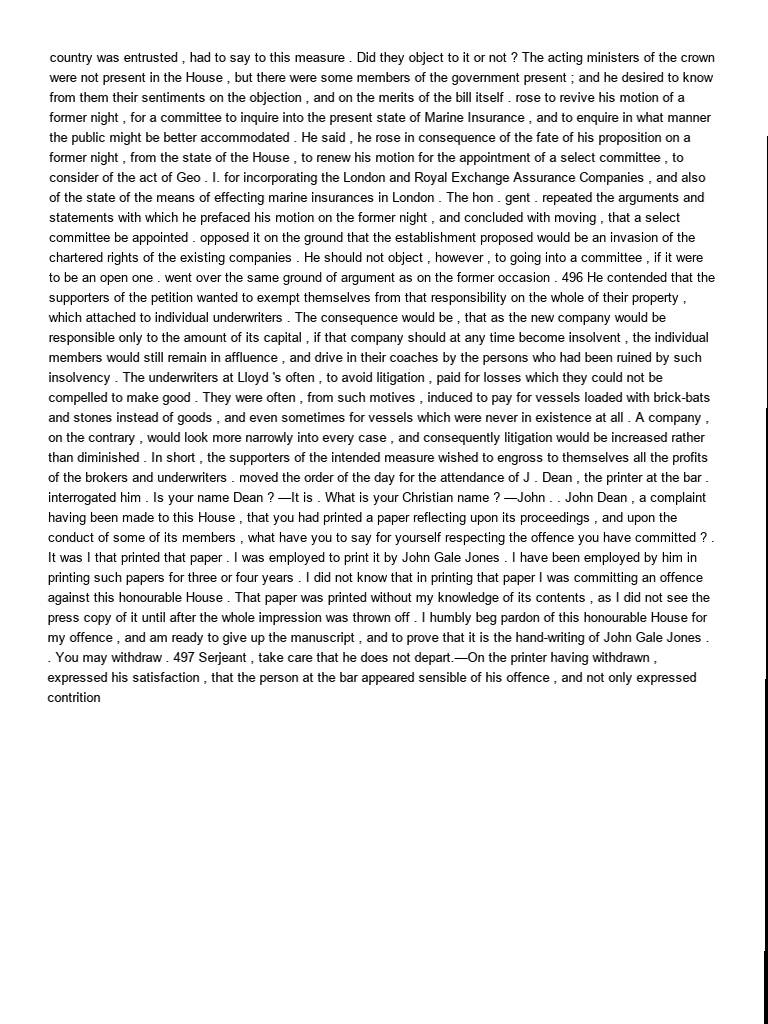 country was entrusted , had to say to this measure . Did they object to it or not ? The acting ministers of the crown
were not present in the House , but there were some members of the government present ; and he desired to know
from them their sentiments on the objection , and on the merits of the bill itself . rose to revive his motion of a
former night , for a committee to inquire into the present state of Marine Insurance , and to enquire in what manner
the public might be better accommodated . He said , he rose in consequence of the fate of his proposition on a
former night , from the state of the House , to renew his motion for the appointment of a select committee , to
consider of the act of Geo . I. for incorporating the London and Royal Exchange Assurance Companies , and also
of the state of the means of effecting marine insurances in London . The hon . gent . repeated the arguments and
statements with which he prefaced his motion on the former night , and concluded with moving , that a select
committee be appointed . opposed it on the ground that the establishment proposed would be an invasion of the
chartered rights of the existing companies . He should not object , however , to going into a committee , if it were
to be an open one . went over the same ground of argument as on the former occasion . 496 He contended that the
supporters of the petition wanted to exempt themselves from that responsibility on the whole of their property ,
which attached to individual underwriters . The consequence would be , that as the new company would be
responsible only to the amount of its capital , if that company should at any time become insolvent , the individual
members would still remain in affluence , and drive in their coaches by the persons who had been ruined by such
insolvency . The underwriters at Lloyd 's often , to avoid litigation , paid for losses which they could not be
compelled to make good . They were often , from such motives , induced to pay for vessels loaded with brick-bats
and stones instead of goods , and even sometimes for vessels which were never in existence at all . A company ,
on the contrary , would look more narrowly into every case , and consequently litigation would be increased rather
than diminished . In short , the supporters of the intended measure wished to engross to themselves all the profits
of the brokers and underwriters . moved the order of the day for the attendance of J . Dean , the printer at the bar .
interrogated him . Is your name Dean ? —It is . What is your Christian name ? —John . . John Dean , a complaint
having been made to this House , that you had printed a paper reflecting upon its proceedings , and upon the
conduct of some of its members , what have you to say for yourself respecting the offence you have committed ? .
It was I that printed that paper . I was employed to print it by John Gale Jones . I have been employed by him in
printing such papers for three or four years . I did not know that in printing that paper I was committing an offence
against this honourable House . That paper was printed without my knowledge of its contents , as I did not see the
press copy of it until after the whole impression was thrown off . I humbly beg pardon of this honourable House for
my offence , and am ready to give up the manuscript , and to prove that it is the hand-writing of John Gale Jones .
. You may withdraw . 497 Serjeant , take care that he does not depart.—On the printer having withdrawn ,
expressed his satisfaction , that the person at the bar appeared sensible of his offence , and not only expressed
contrition